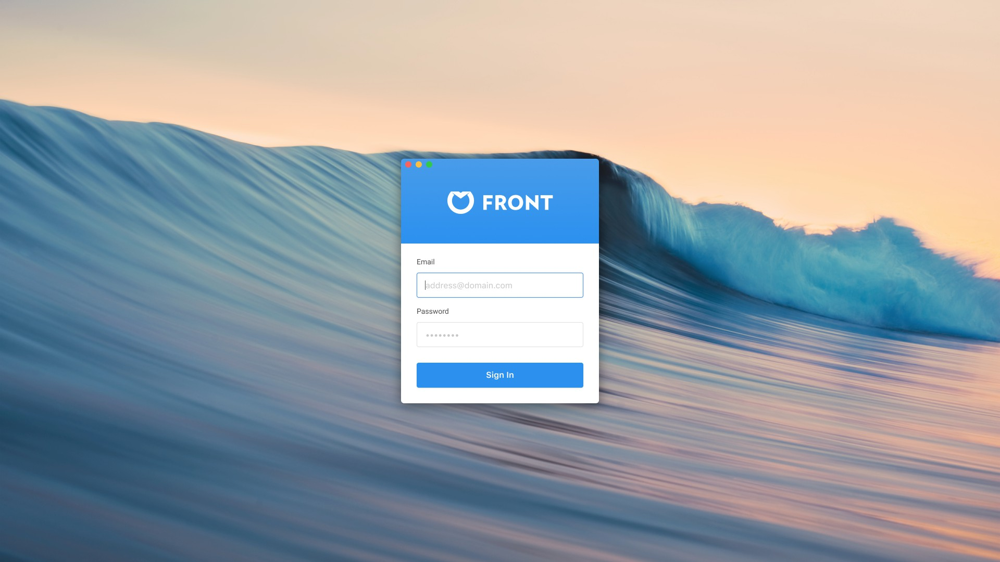 FRONT
Email
address@domain.com
Password
••••••••
Sign In